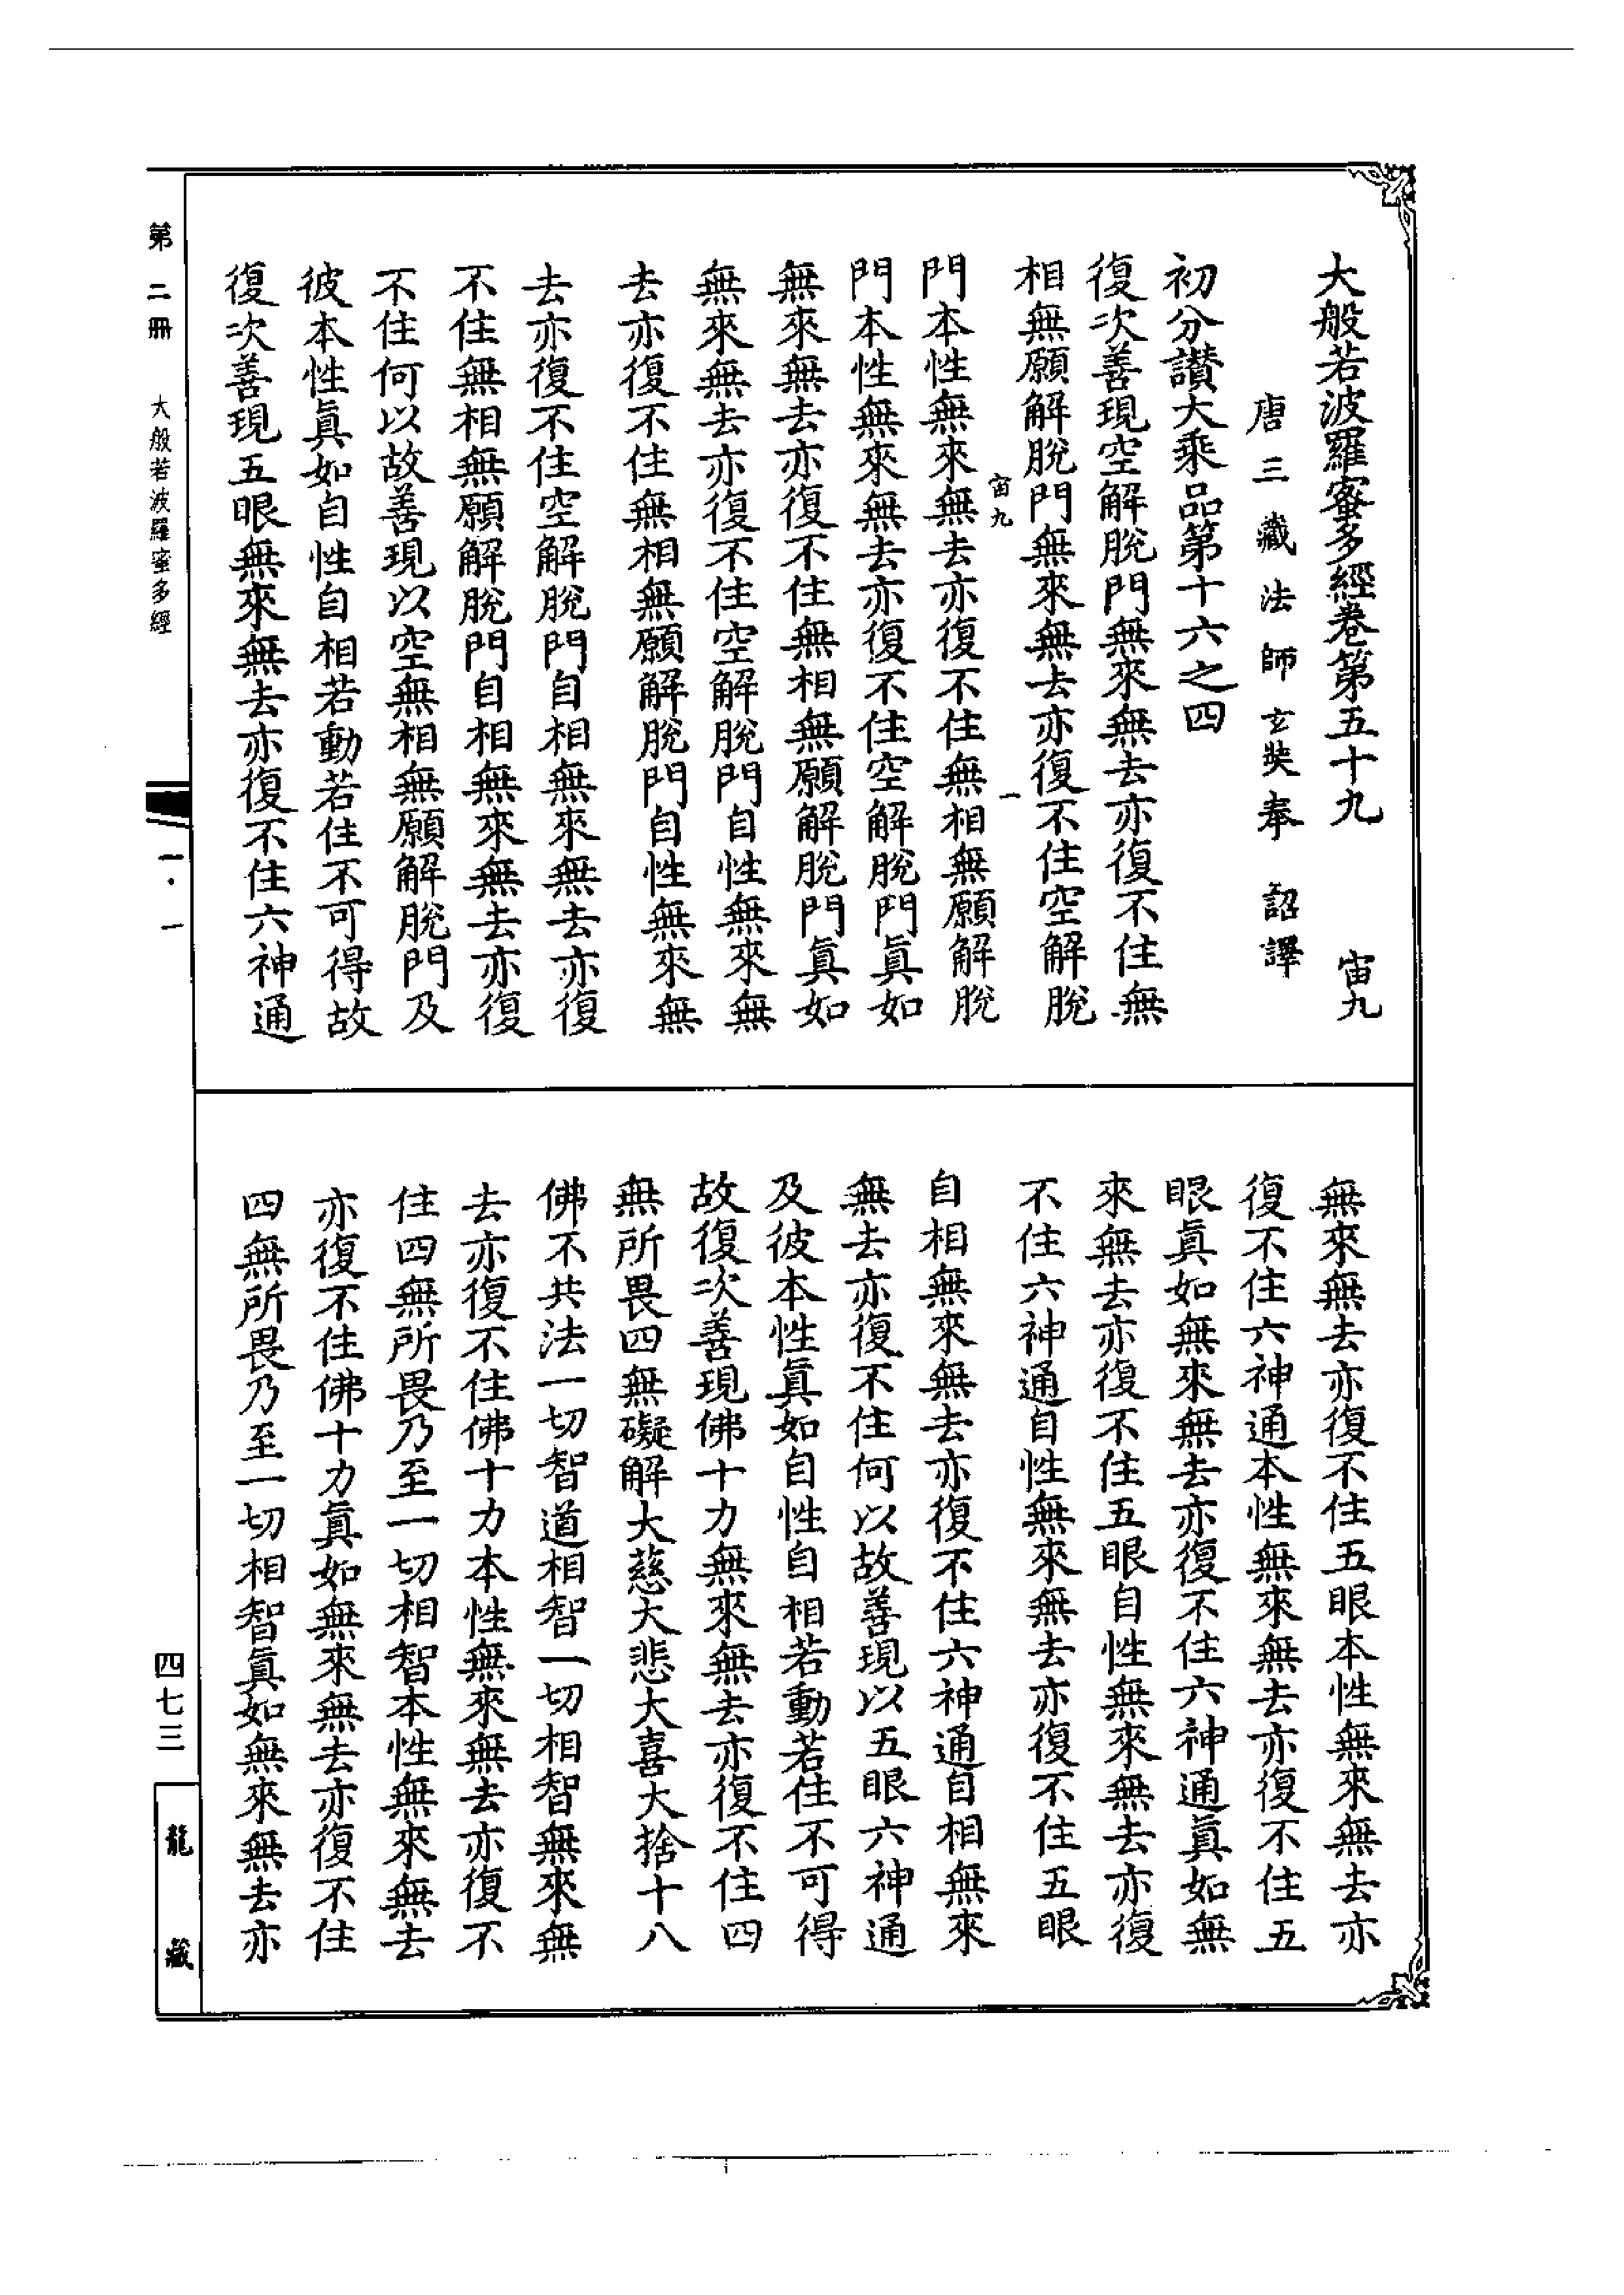 大般若波羅蜜多經卷第五十九　宙九
唐三藏法師玄奘奉　詔譯
初分讚大乘品第十六之四
復次善現空解脫門無來無去亦復不住無
相無願解脫門無來無去亦復不住空解脫
宙九　一
門本性無來無去亦復不住無相無願解脫
門本性無來無去亦復不住空解脫門眞如
無來無去亦復不住無相無願解脫門眞如
無來無去亦復不住空解脫門自性無來無
去亦復不住無相無願解脫門自性無來無
去亦復不住空解脫門自相無來無去亦復
不住無相無願解脫門自相無來無去亦復
不住何以故善現以空無相無願解脫門及
彼本性眞如自性自相若動若住不可得故
復次善現五眼無來無去亦復不住六神通
無來無去亦復不住五眼本性無來無去亦
復不住六神通本性無來無去亦復不住五
眼眞如無來無去亦復不住六神通眞如無
來無去亦復不住五眼自性無來無去亦復
不住六神通自性無來無去亦復不住五眼
自相無來無去亦復不住六神通自相無來
無去亦復不住何以故善現以五眼六神通
及彼本性眞如自性自相若動若住不可得
故復次善現佛十力無來無去亦復不住四
無所畏四無礙解大慈大悲大喜大捨十八
佛不共法一切智道相智一切相智無來無
去亦復不住佛十力本性無來無去亦復不
住四無所畏乃至一切相智本性無來無去
亦復不住佛十力眞如無來無去亦復不住
四無所畏乃至一切相智眞如無來無去亦
第二冊　大般若波羅蜜多經
一·一
四七三
龍藏